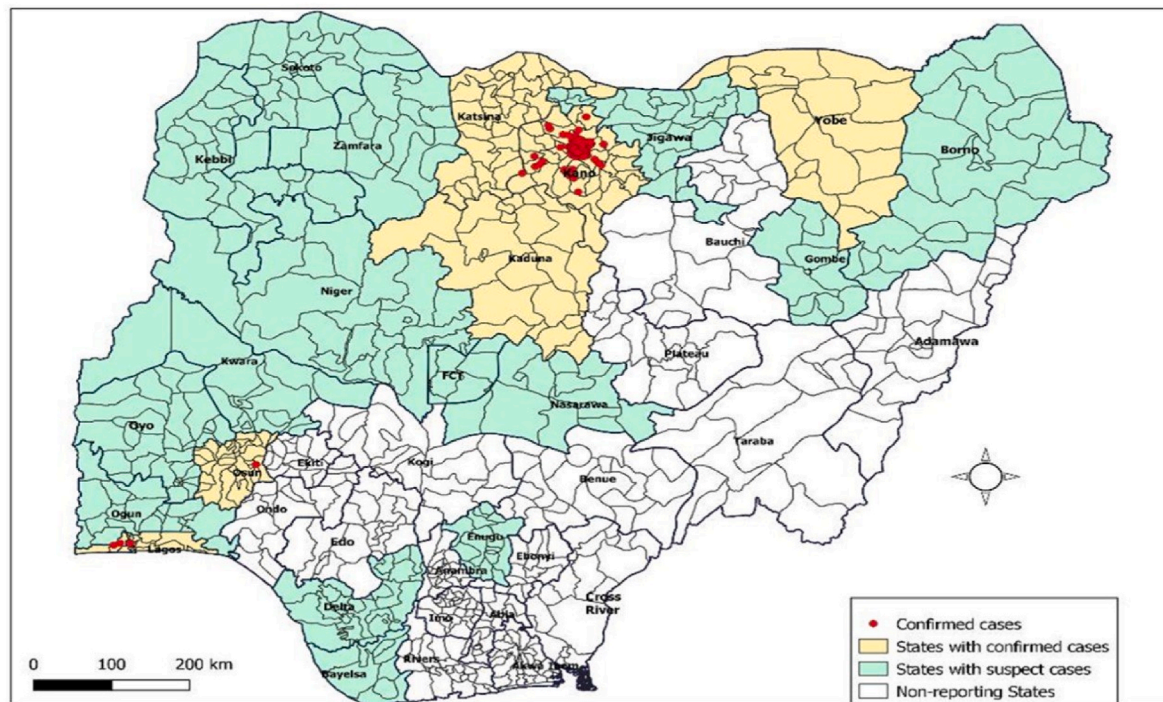 Sokoto
Katsina
Yobe
Jigawa
Zamfara
Kebbi
Borno
Kano
Bauchi
Gombe
Kaduna
Niger
Adamawa
Plateau
Kwara
FCT
Nasarawa
Oyo
Taraba
Kogi
Ekiti
Osun
Benue
Ondo
Ogun
Enugu
Edo
Lagos
Ebonyi
Anambra
Cross
River
Delta
Imo
Abia
Rivers
Akwa Ibom
Bayelsa
0 100 200 km
Confirmed cases
States with confirmed cases
States with suspect cases
Non-reporting States